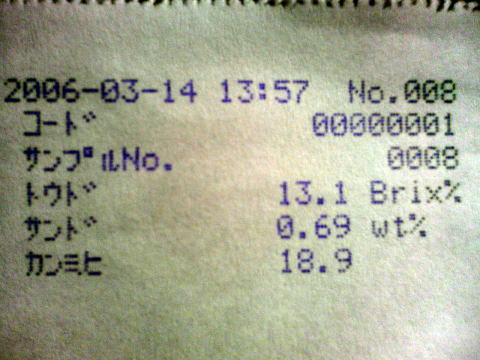 2006-03-14 13:57 No.008
コード 00000001
サンプルNo. 0008
トウド 13.1 Brix%
サンド 0.69 wt%
カンミヒ 18.9